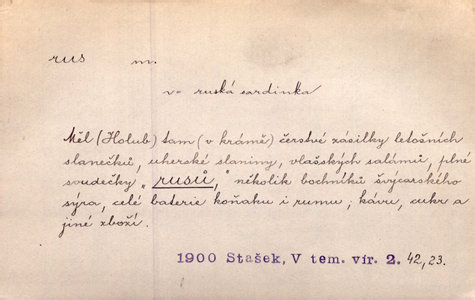 rus m.
v= ruská sardinka
Měl (Holub) tam (v krámě) čerstvé zásilky letošních
slanečků, uherské slaniny, vlašských salámů, plné
soudečky „rusů," několik bochníků švýcarského
sýra, celé baterie koňaku i rumu, kávu, cukr a
jiné zboží.
1900 Stašek, V tem. vír. 2. 42, 23.